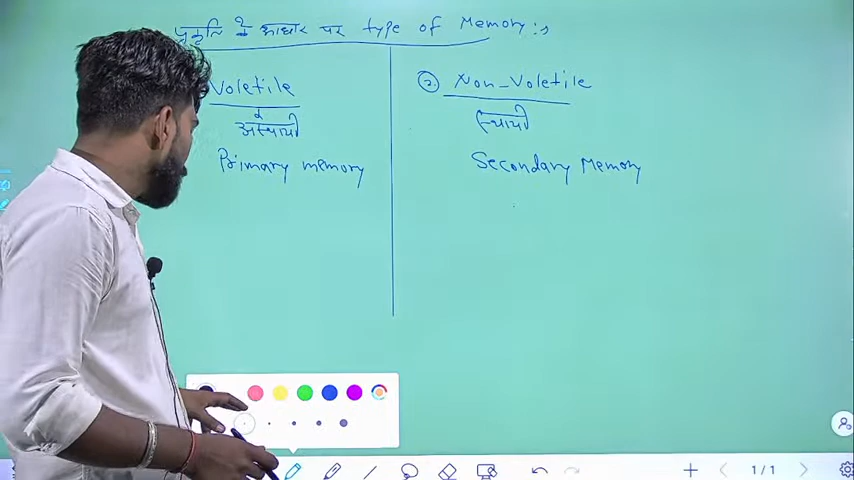 प्रकृति के आधार पर type of Memory :-
Voletile
अस्थायी
Primary memory
② Non-Voletile
स्थायी
Secondary Memory
1/1